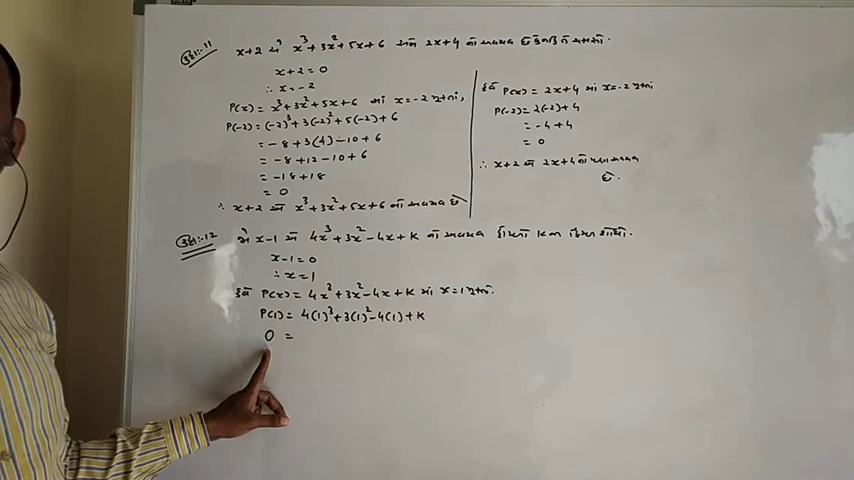 ઉદા:-11 x+2 એ x³+3x²+5x+6 અને 2x+4 નો અવયવ છે કે નહિ તે ચકાસો.
x+2=0
∴ x=-2
P(x) = x³+3x²+5x+6 માં x=-2 મૂકતાં,
P(-2)=(-2)³+3(-2)²+5(-2)+6
=-8+3(4)-10+6
=-8+12-10+6
=-18+18
=0
∴ x+2 એ x³+3x²+5x+6 નો અવયવ છે
હવે P(x) = 2x+4 માં x=-2 મૂકતાં
P(-2)=2(-2)+4
=-4+4
=0
∴ x+2 એ 2x+4 નો પણ અવયવ
છે.
ઉદા:-12 જો x-1 એ 4x³+3x²-4x+k નો અવયવ હોય તો k ની કિંમત શોધો.
x-1=0
∴ x=1
હવે P(x) = 4x³+3x²-4x+k માં x=1 મૂકતાં.
P(1)= 4(1)³+3(1)²-4(1)+k
0 =